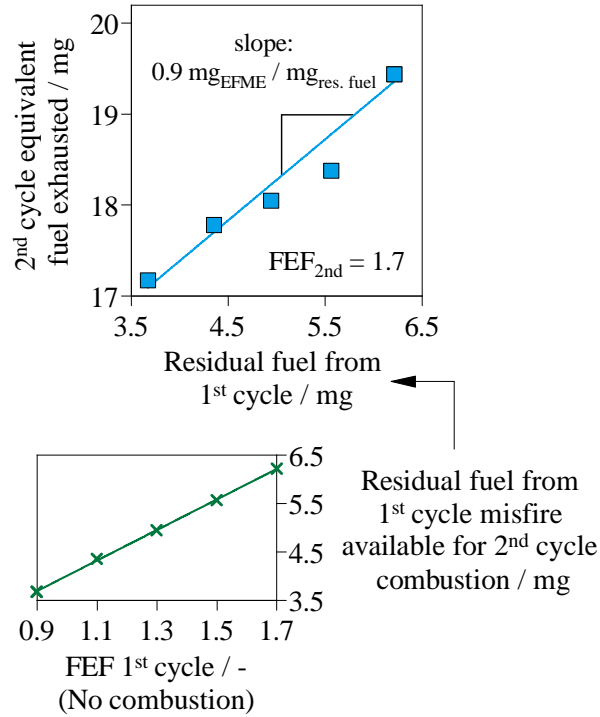 20
19
18
17
2nd cycle equivalent
fuel exhausted / mg
slope:
0.9 mgEFME / mgres. fuel
FEF2nd = 1.7
3.5 4.5 5.5 6.5
Residual fuel from
1st cycle / mg
6.5
5.5
4.5
3.5
0.9 1.1 1.3 1.5 1.7
FEF 1st cycle / -
(No combustion)
Residual fuel from
1st cycle misfire
available for 2nd cycle
combustion / mg